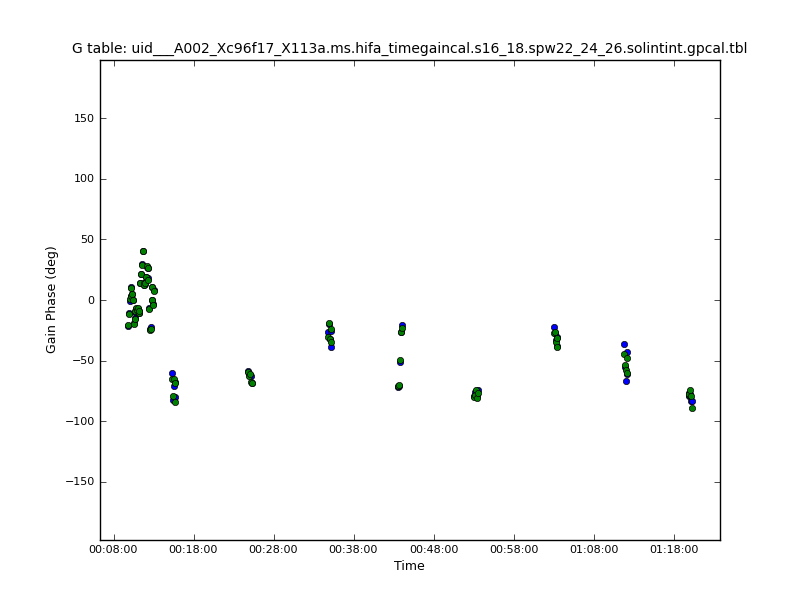 G table: uid___A002_Xc96f17_X113a.ms.hifa_timegaincal.s16_18.spw22_24_26.solintint.gpcal.tbl
150
100
50
0
−50
−100
−150
Gain Phase (deg)
00:08:00 00:18:00 00:28:00 00:38:00 00:48:00 00:58:00 01:08:00 01:18:00
Time